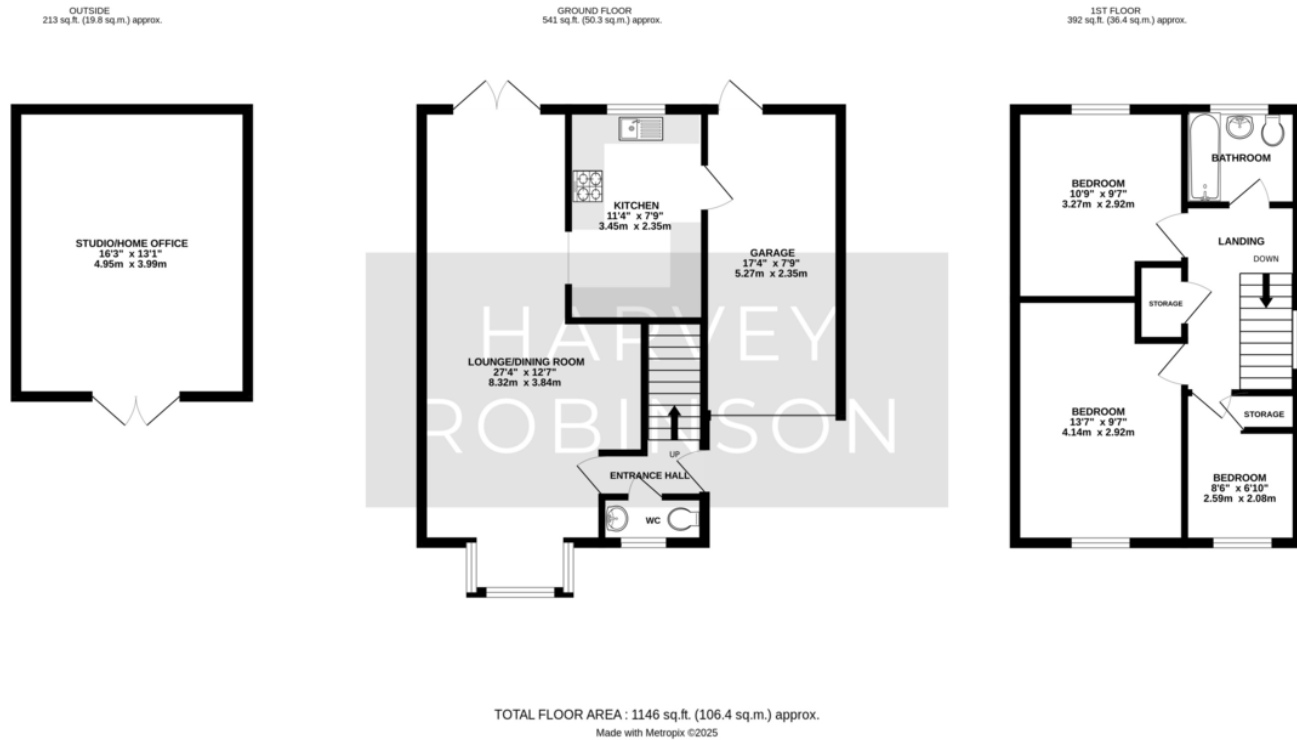 OUTSIDE
213 sq.ft. (19.8 sq.m.) approx.
GROUND FLOOR
541 sq.ft. (50.3 sq.m.) approx.
1ST FLOOR
392 sq.ft. (36.4 sq.m.) approx.
STUDIO/HOME OFFICE
16'3" x 13'1"
4.95m x 3.99m
KITCHEN
11'4" x 7'9"
3.45m x 2.35m
GARAGE
17'4" x 7'9"
5.27m x 2.35m
LOUNGE/DINING ROOM
27'4" x 12'7"
8.32m x 3.84m
UP
ENTRANCE HALL
WC
HARVEY
ROBINSON
BATHROOM
BEDROOM
10'9" x 9'7"
3.27m x 2.92m
LANDING
DOWN
STORAGE
BEDROOM
13'7" x 9'7"
4.14m x 2.92m
STORAGE
BEDROOM
8'6" x 6'10"
2.59m x 2.08m
TOTAL FLOOR AREA : 1146 sq.ft. (106.4 sq.m.) approx.
Made with Metropix ©2025